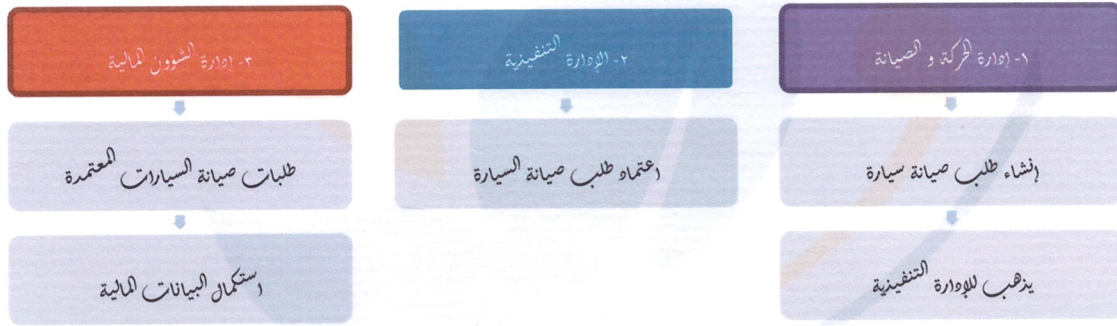 ١- إدارة الحركة و الصيانة
إنشاء طلب صيانة سيارة
يذهب للإدارة التنفيذية
٢- الإدارة التنفيذية
اعتماد طلب صيانة السيارة
٣- إدارة الشوون المالية
طلبات صيانة السيارات المعتمدة
استكمال البيانات المالية